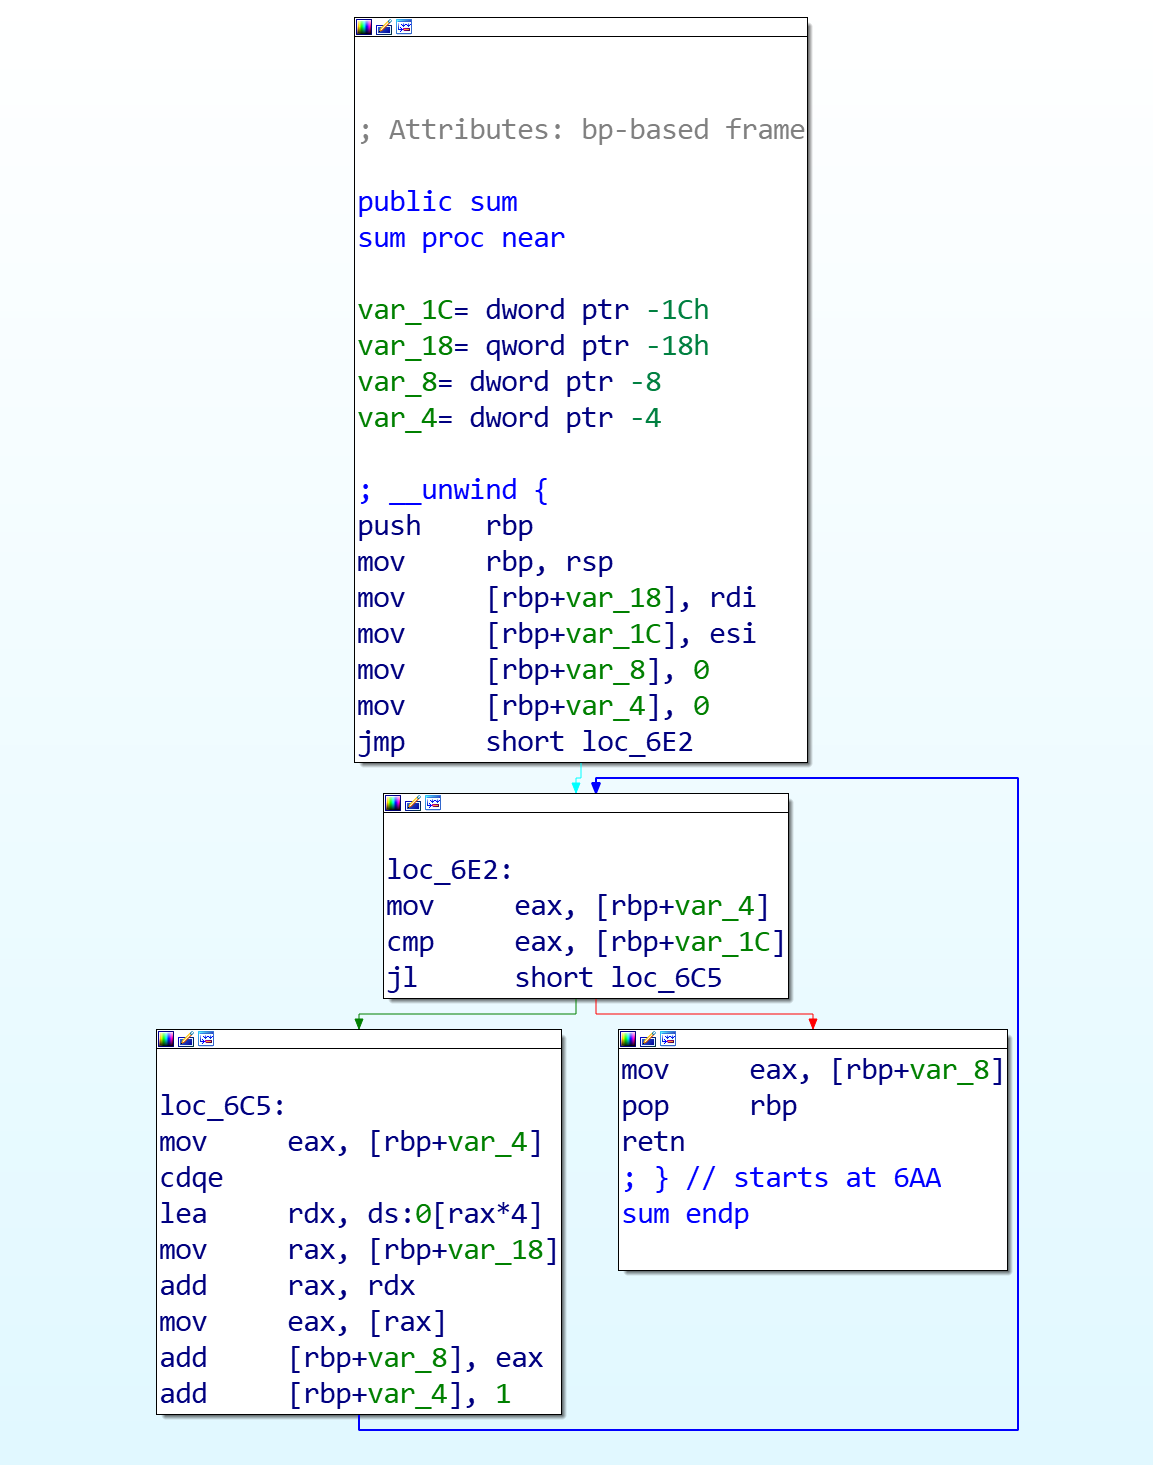 ; Attributes: bp-based frame
public sum
sum proc near
var_1C= dword ptr -1Ch
var_18= qword ptr -18h
var_8= dword ptr -8
var_4= dword ptr -4
; __unwind {
push    rbp
mov     rbp, rsp
mov     [rbp+var_18], rdi
mov     [rbp+var_1C], esi
mov     [rbp+var_8], 0
mov     [rbp+var_4], 0
jmp     short loc_6E2
loc_6E2:
mov     eax, [rbp+var_4]
cmp     eax, [rbp+var_1C]
jl      short loc_6C5
loc_6C5:
mov     eax, [rbp+var_4]
cdqe
lea     rdx, ds:0[rax*4]
mov     rax, [rbp+var_18]
add     rax, rdx
mov     eax, [rax]
add     [rbp+var_8], eax
add     [rbp+var_4], 1
mov     eax, [rbp+var_8]
pop     rbp
retn
; } // starts at 6AA
sum endp